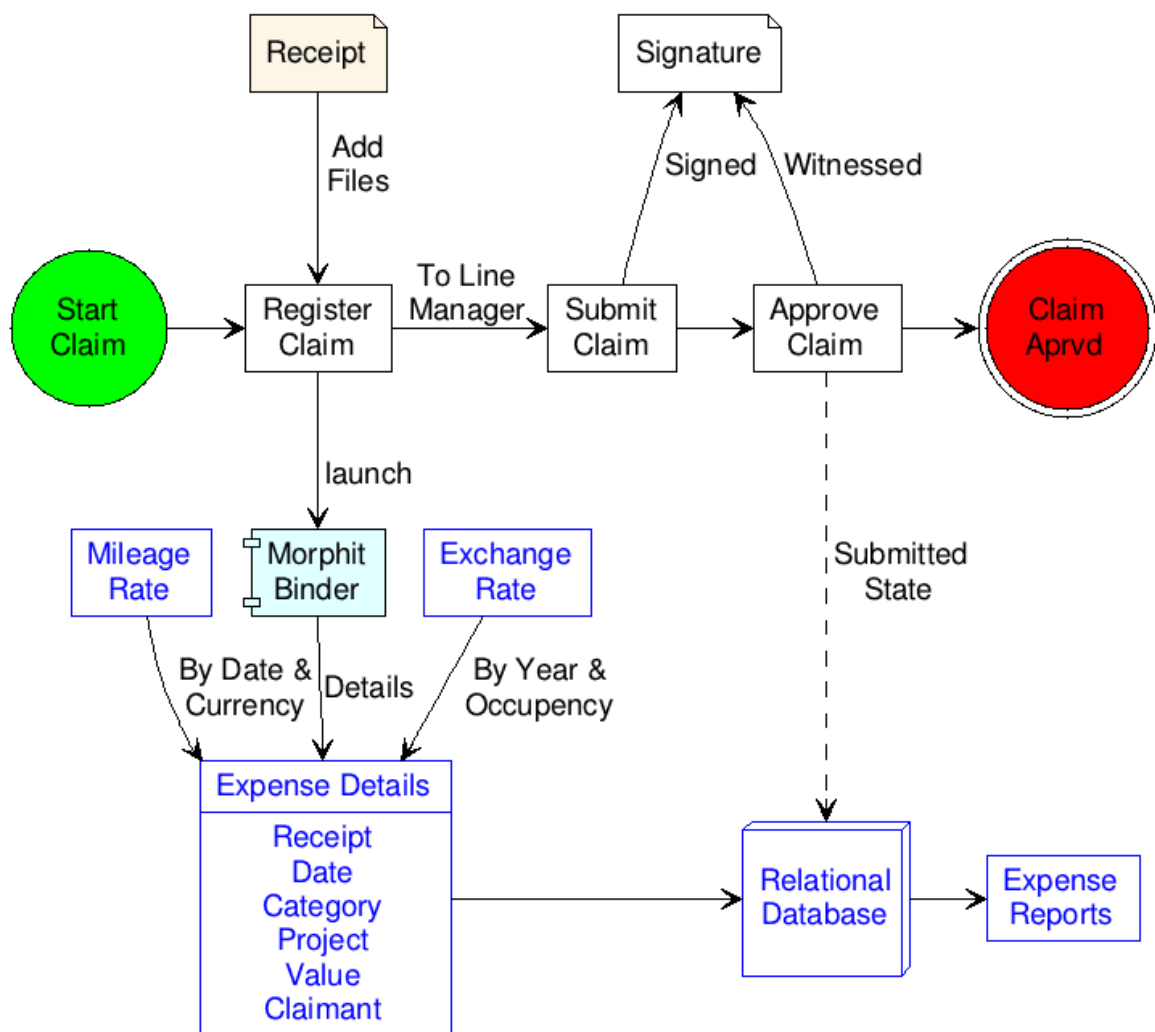 Receipt
Signature
Add
Files
Signed
Witnessed
Start
Claim
Register
Claim
To Line
Manager
Submit
Claim
Approve
Claim
Claim
Aprvd
launch
Mileage
Rate
Morphit
Binder
Exchange
Rate
Submitted
State
By Date &
Currency
Details
By Year &
Occupency
Expense Details
Receipt
Date
Category
Project
Value
Claimant
Relational
Database
Expense
Reports